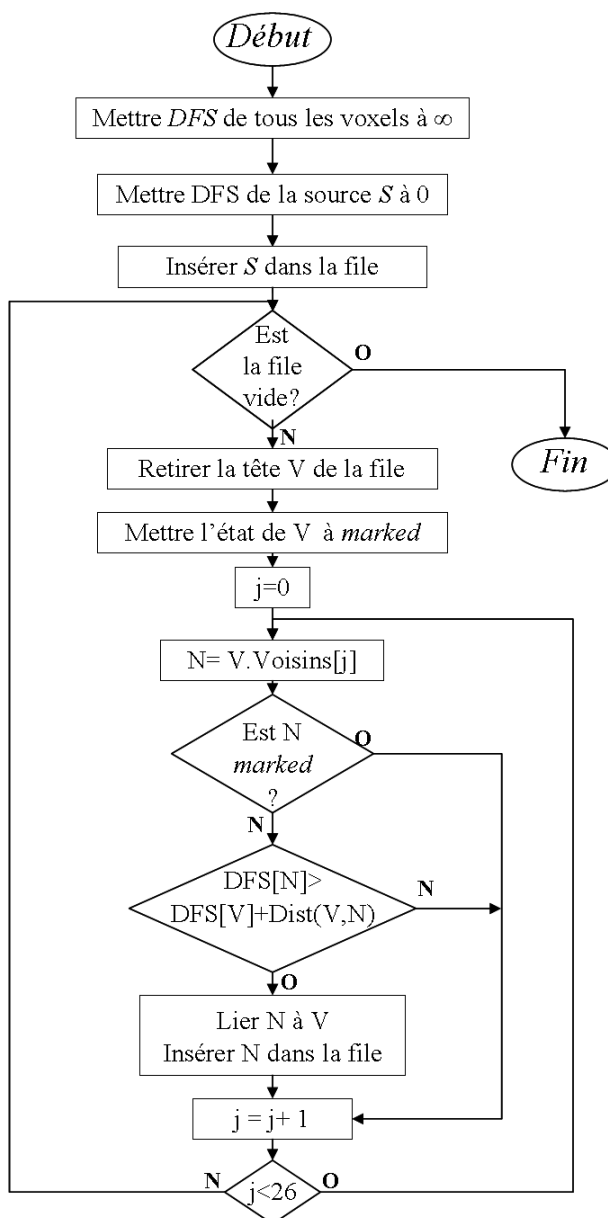 Début
Mettre DFS de tous les voxels à ∞
Mettre DFS de la source S à 0
Insérer S dans la file
Est
la file
vide?
O
N
Fin
Retirer la tête V de la file
Mettre l'état de V à marked
j=0
N= V.Voisins[j]
Est N
marked
?
O
N
DFS[N]>
DFS[V]+Dist(V,N)
N
O
Lier N à V
Insérer N dans la file
j = j+ 1
N
j<26
O